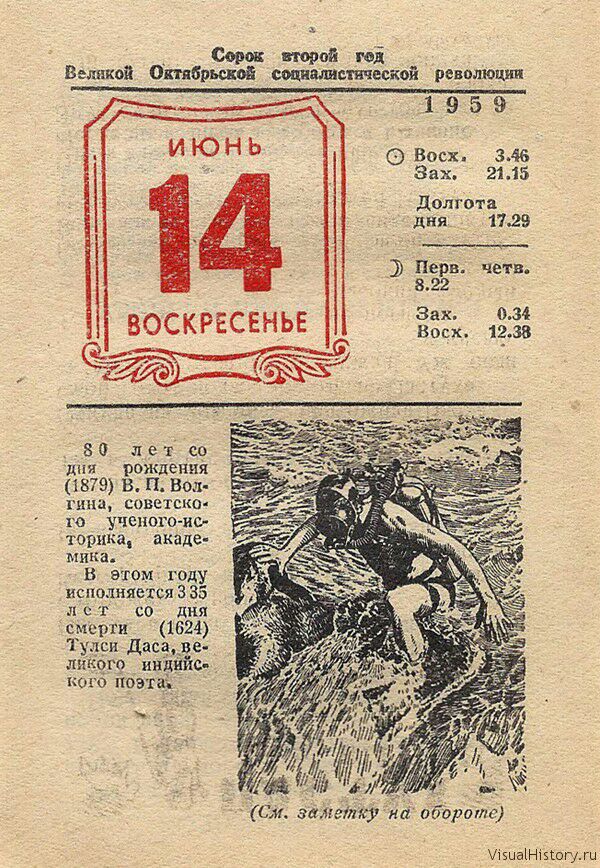 Сорок второй год
Великой Октябрьской социалистической революции
1959
ИЮНЬ
14
ВОСКРЕСЕНЬЕ
Восх. 3.46
Зах. 21.15
Долгота
дня 17.29
Перв. четв.
8.22
Зах. 0.34
Восх. 12.38
80 лет со
дня рождения
(1879) В. П. Вол-
гина, советско-
го ученого-ис-
торика, акаде-
мика.
В этом году
исполняется 335
лет со дня
смерти (1624)
Тулси Даса, ве-
ликого индий-
ского поэта.
(См. заметку на обороте)
VisualHistory.ru